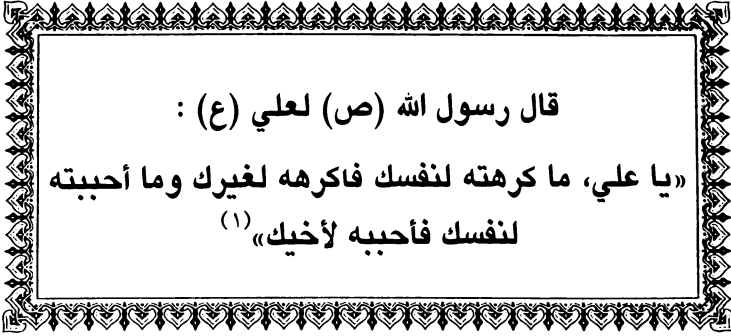 قال رسول الله (ص) لعلي (ع) :
«يا علي، ما كرهته لنفسك فاكرهه لغيرك وما أحببته
لنفسك فأحببه لأخيك»(١)